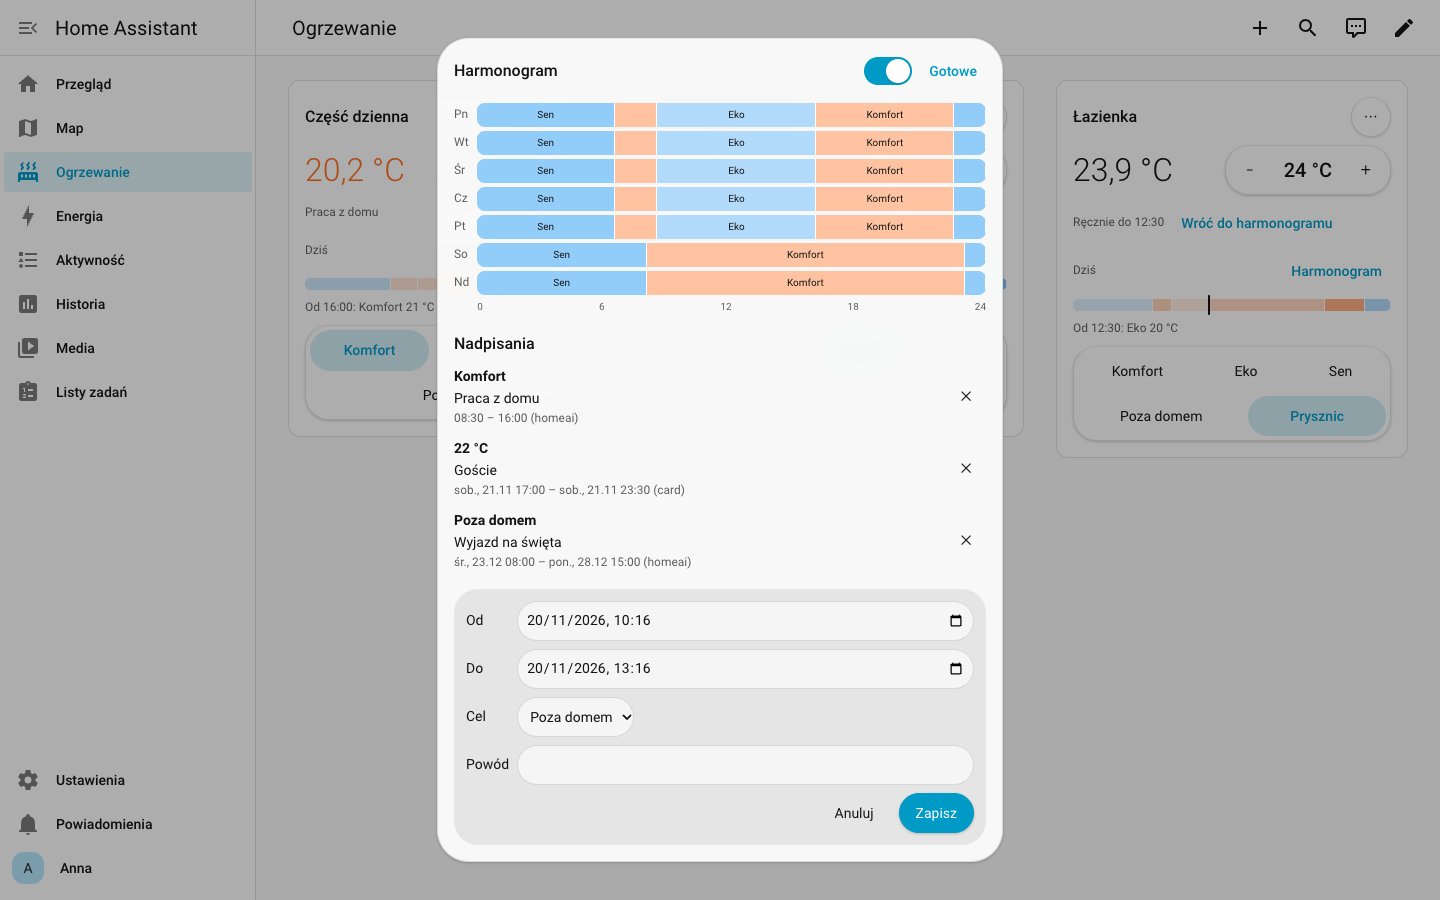 Home Assistant
Przegląd
Map
Ogrzewanie
Energia
Aktywność
Historia
Media
Listy zadań
Ustawienia
Powiadomienia
A Anna
Ogrzewanie
Część dzienna
20,2 °C
Praca z domu
Dziś
Od 16:00: Komfort 21 °C
Komfort
Harmonogram Gotowe
Pn Sen Eko Komfort
Wt Sen Eko Komfort
Śr Sen Eko Komfort
Cz Sen Eko Komfort
Pt Sen Eko Komfort
So Sen Komfort
Nd Sen Komfort
0 6 12 18 24
Nadpisania
Komfort
Praca z domu
08:30 – 16:00 (homeai)
22 °C
Goście
sob., 21.11 17:00 – sob., 21.11 23:30 (card)
Poza domem
Wyjazd na święta
śr., 23.12 08:00 – pon., 28.12 15:00 (homeai)
Od 20/11/2026, 10:16
Do 20/11/2026, 13:16
Cel Poza domem
Powód
Anuluj Zapisz
Łazienka ...
23,9 °C - 24 °C +
Ręcznie do 12:30 Wróć do harmonogramu
Dziś Harmonogram
Od 12:30: Eko 20 °C
Komfort Eko Sen
Poza domem Prysznic